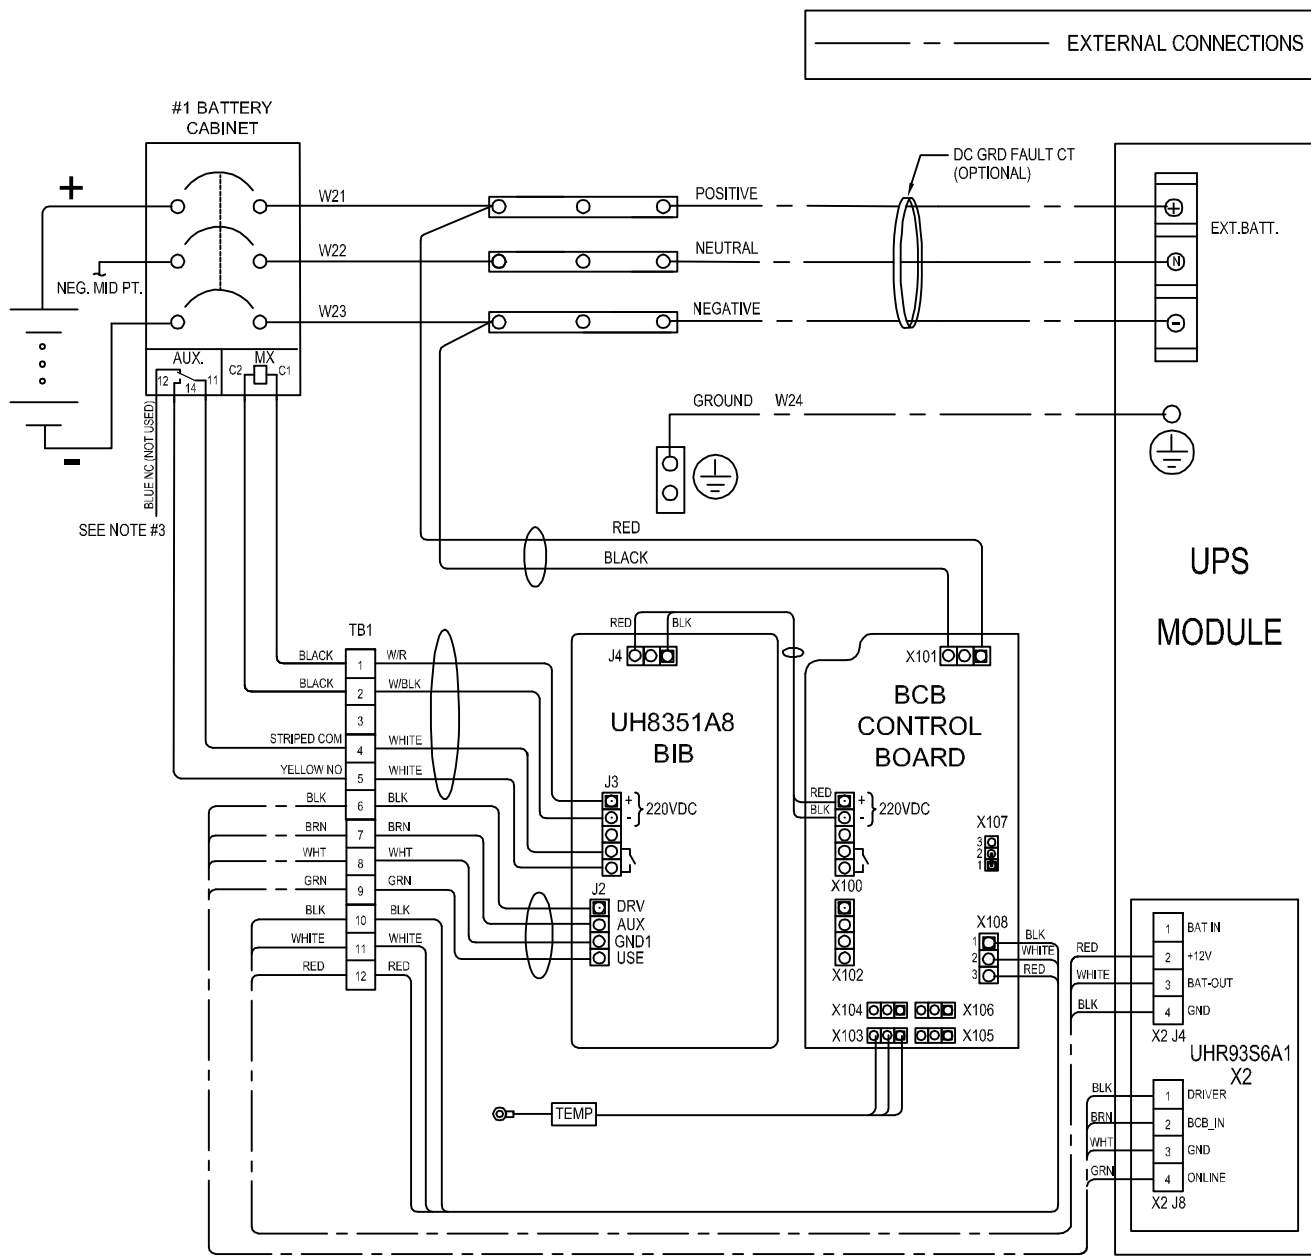 EXTERNAL CONNECTIONS
#1 BATTERY
CABINET
DC GRD FAULT CT
(OPTIONAL)
+
W21
POSITIVE
+
EXT.BATT.
W22
NEUTRAL
N
NEG. MID PT.
W23
NEGATIVE
-
AUX.
MX
12
14
11
C2
C1
GROUND W24
-
BLUE NC (NOT USED)
SEE NOTE #3
RED
BLACK
UPS
MODULE
TB1
RED
BLK
J4
X101
BLACK
1
W/R
BLACK
2
W/BLK
3
STRIPED COM
4
WHITE
YELLOW NO
5
WHITE
BLK
6
BLK
BRN
7
BRN
WHT
8
WHT
GRN
9
GRN
BLK
10
BLK
WHITE
11
WHITE
RED
12
RED
UH8351A8
BIB
J3
+
-
220VDC
J2
DRV
AUX
GND1
USE
BCB
CONTROL
BOARD
RED
BLK
+
-
220VDC
X100
X102
X107
3
2
1
X108
1
2
3
BLK
WHITE
RED
X104
X106
X103
X105
TEMP
RED
WHITE
BLK
1 BAT IN
2 +12V
3 BAT-OUT
4 GND
X2 J4
UHR93S6A1
X2
BLK
BRN
WHT
GRN
1 DRIVER
2 BCB_IN
3 GND
4 ONLINE
X2 J8